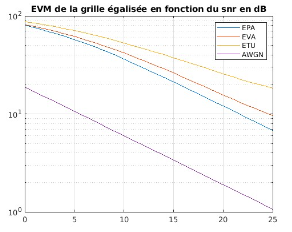 EVM de la grille égalisée en fonction du snr en dB
10²
EPA
EVA
ETU
AWGN
10¹
10⁰
0 5 10 15 20 25